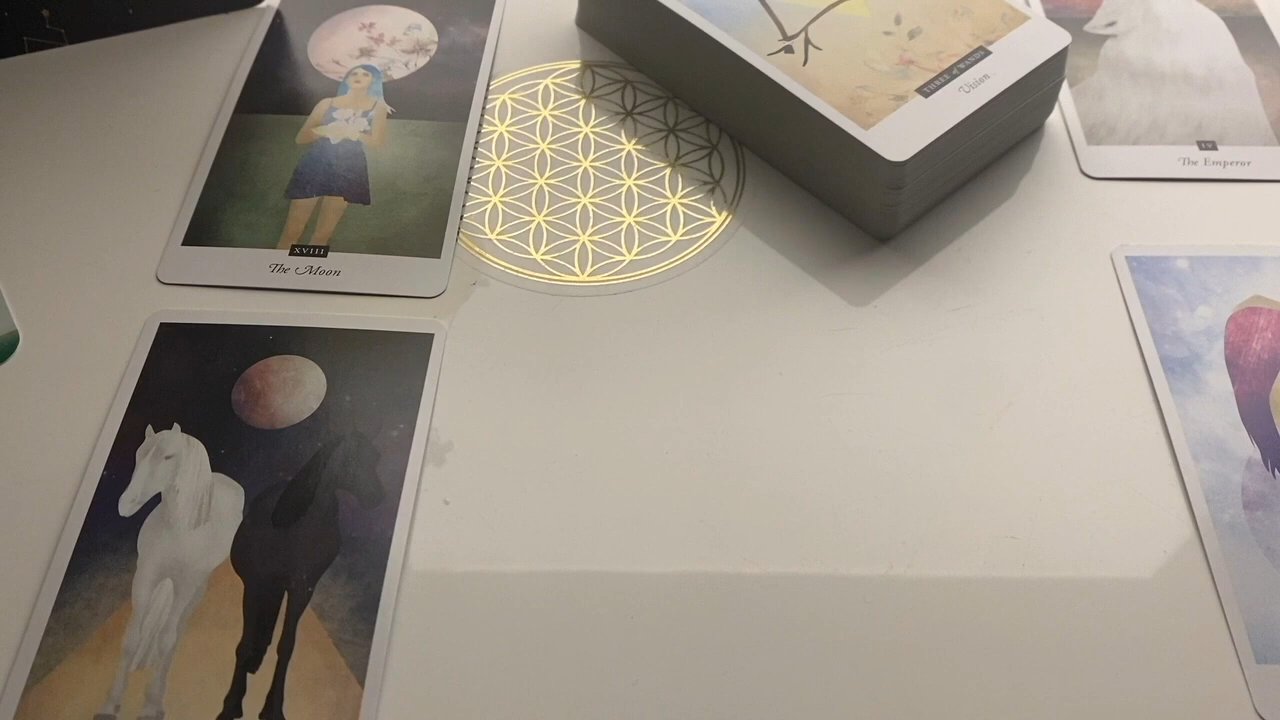 XVIII
The Moon
THREE of WANDS
Vision
IV
The Emperor